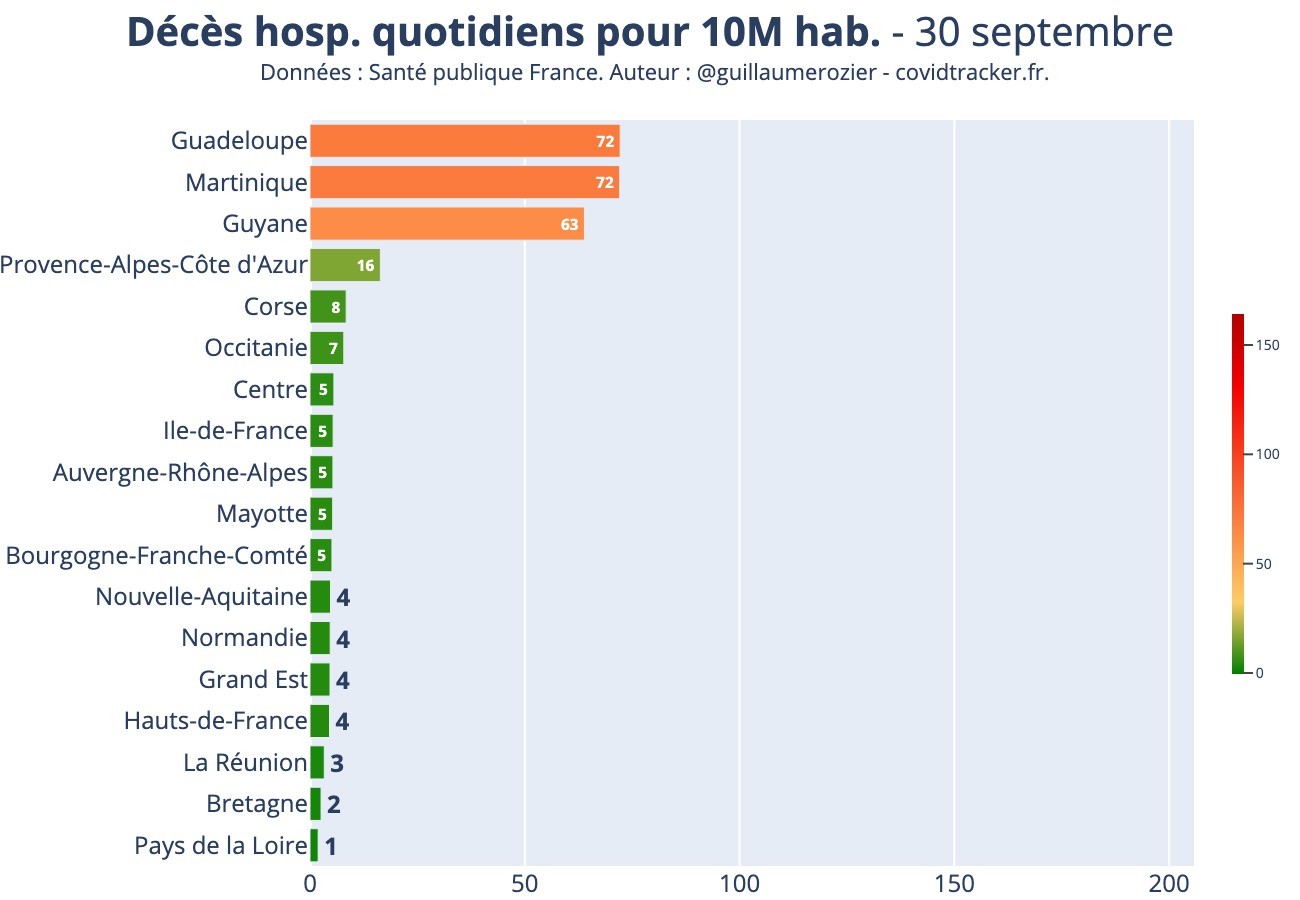 Décès hosp. quotidiens pour 10M hab. - 30 septembre
Données : Santé publique France. Auteur : @guillaumerozier - covidtracker.fr.
Guadeloupe 72
Martinique 72
Guyane 63
Provence-Alpes-Côte d'Azur 16
Corse 8
Occitanie 7
Centre 5
Ile-de-France 5
Auvergne-Rhône-Alpes 5
Mayotte 5
Bourgogne-Franche-Comté 5
Nouvelle-Aquitaine 4
Normandie 4
Grand Est 4
Hauts-de-France 4
La Réunion 3
Bretagne 2
Pays de la Loire 1
0 50 100 150 200
150
100
50
0